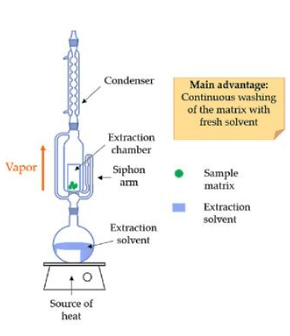 Condenser
Main advantage:
Continuous washing
of the matrix with
fresh solvent
Extraction
chamber
Vapor
Siphon
arm
Sample
matrix
Extraction
solvent
Extraction
solvent
Source of
heat